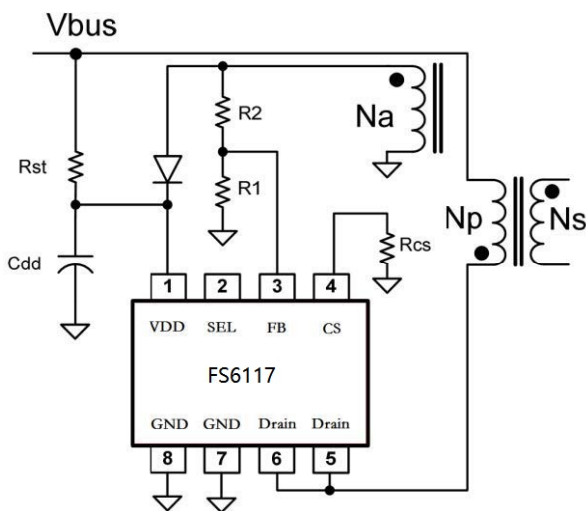 Vbus
Na
R2
Rst
R1
Np
Ns
Rcs
Cdd
1 2 3 4
VDD SEL FB CS
FS6117
GND GND Drain Drain
8 7 6 5